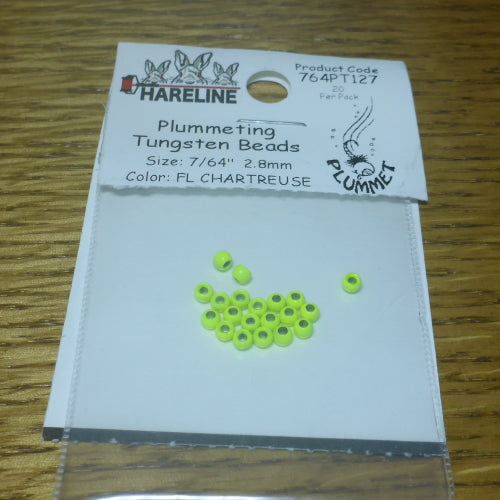 HARELINE
Product Code
764PT127
20
Per Pack
Plummeting
Tungsten Beads
Size: 7/64" 2.8mm
Color: FL CHARTREUSE
PLUMMET